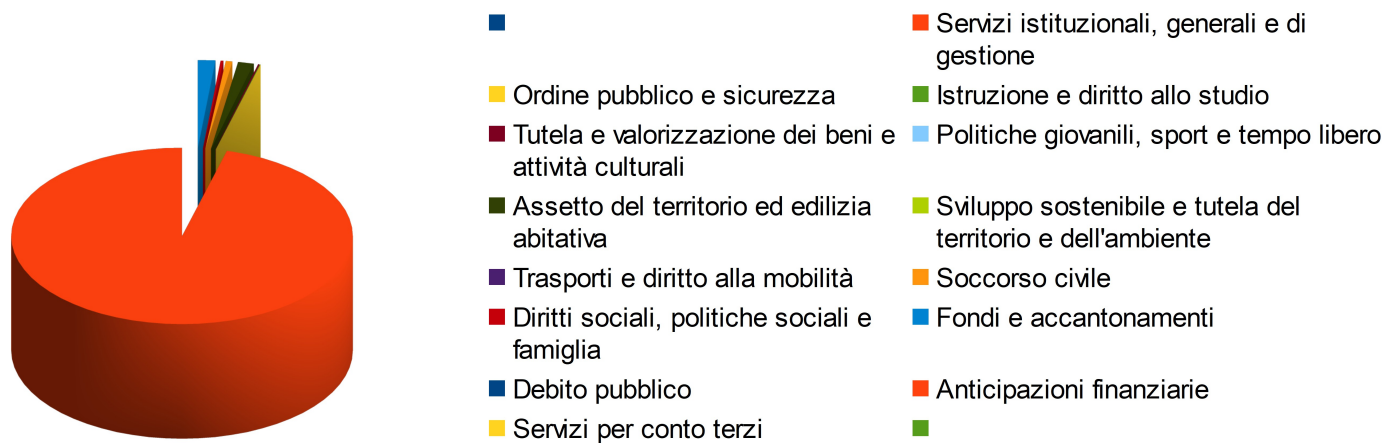 Servizi istituzionali, generali e di
gestione
Ordine pubblico e sicurezza
Istruzione e diritto allo studio
Tutela e valorizzazione dei beni e
attività culturali
Politiche giovanili, sport e tempo libero
Assetto del territorio ed edilizia
abitativa
Sviluppo sostenibile e tutela del
territorio e dell'ambiente
Trasporti e diritto alla mobilità
Soccorso civile
Diritti sociali, politiche sociali e
famiglia
Fondi e accantonamenti
Debito pubblico
Anticipazioni finanziarie
Servizi per conto terzi